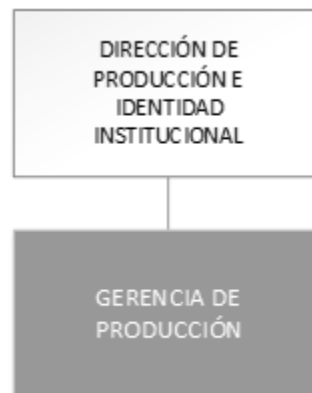 DIRECCIÓN DE
PRODUCCIÓN E
IDENTIDAD
INSTITUCIONAL
GERENCIA DE
PRODUCCIÓN